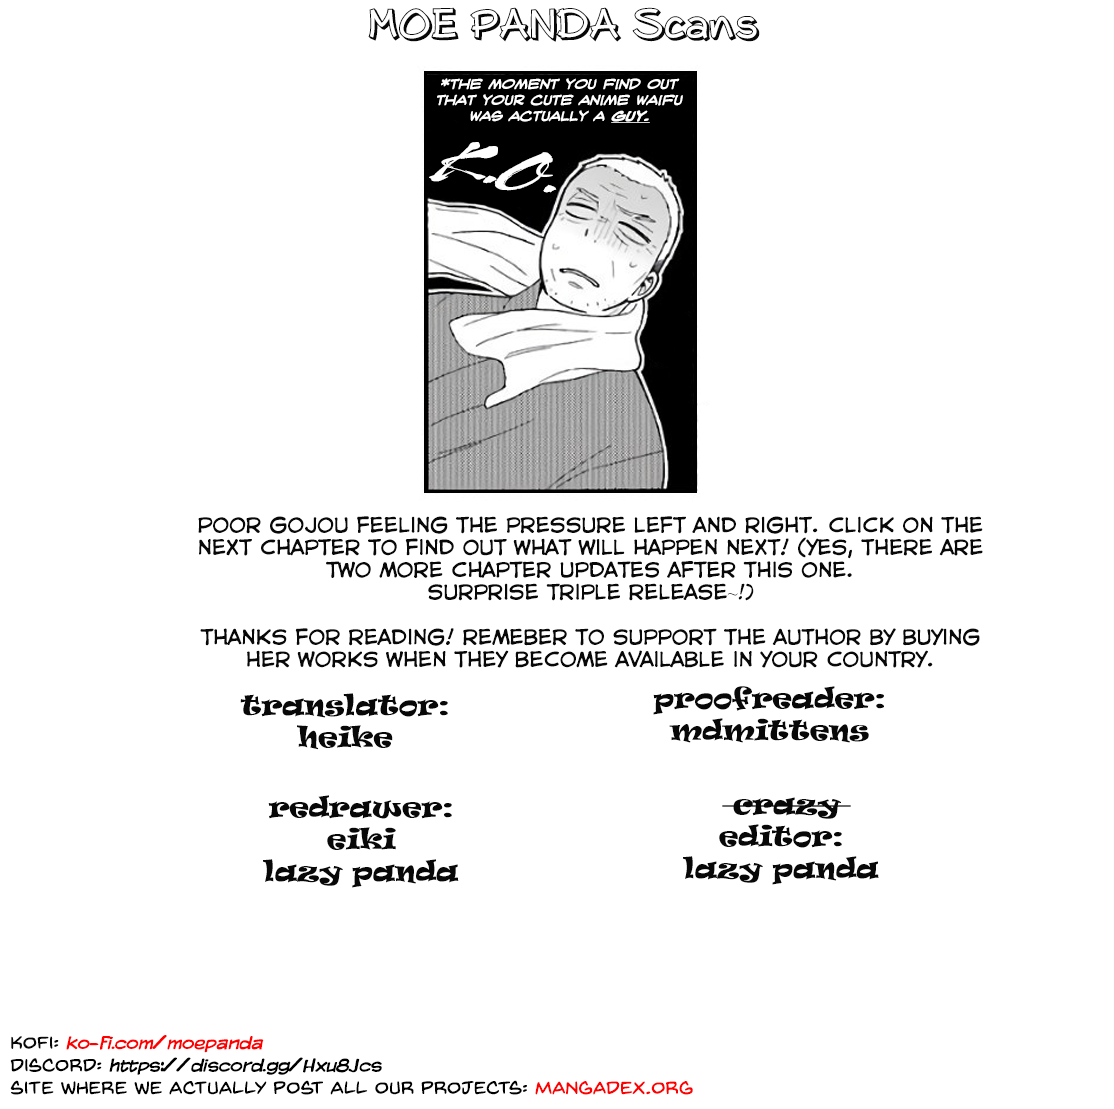 MOE PANDA Scans
*THE MOMENT YOU FIND OUT
THAT YOUR CUTE ANIME WAIFU
WAS ACTUALLY A GUY.
K.O.
POOR GOJOU FEELING THE PRESSURE LEFT AND RIGHT. CLICK ON THE
NEXT CHAPTER TO FIND OUT WHAT WILL HAPPEN NEXT! (YES, THERE ARE
TWO MORE CHAPTER UPDATES AFTER THIS ONE.
SURPRISE TRIPLE RELEASE~!)
THANKS FOR READING! REMEBER TO SUPPORT THE AUTHOR BY BUYING
HER WORKS WHEN THEY BECOME AVAILABLE IN YOUR COUNTRY.
translator:
heike
proofreader:
mdmittens
redrawer:
eiki
lazy panda
crazy
editor:
lazy panda
KOFI: ko-fi.com/moepanda
DISCORD: https://discord.gg/Hxu8Jcs
SITE WHERE WE ACTUALLY POST ALL OUR PROJECTS: MANGADEX.ORG